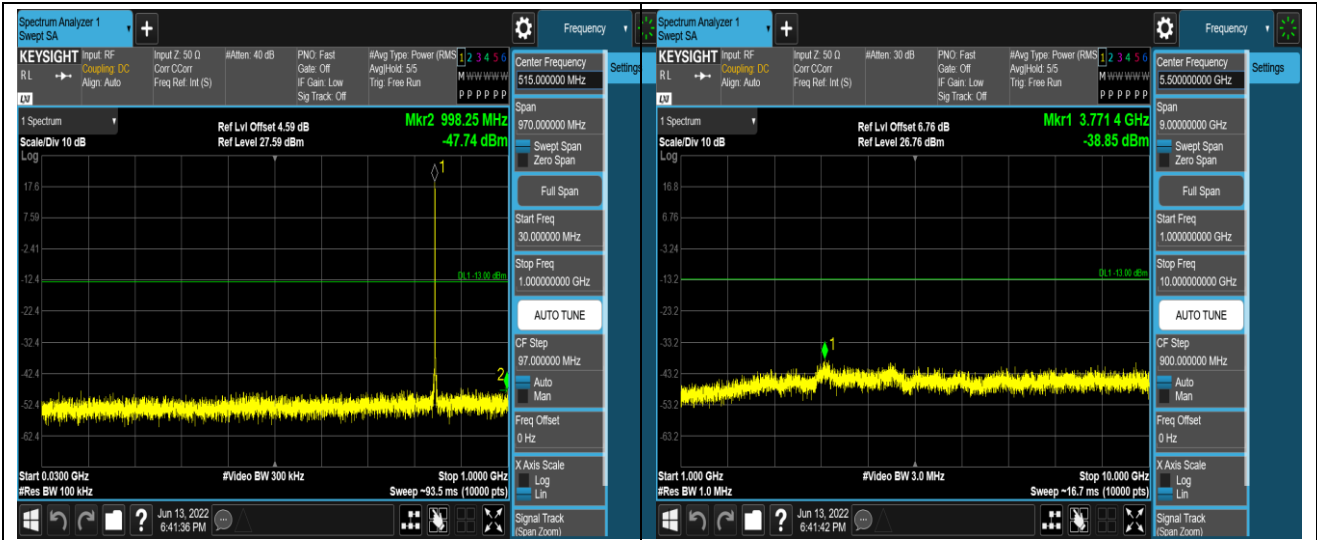 Spectrum Analyzer 1
Swept SA
+
Frequency
KEYSIGHT
RL
LXI
Input: RF
Coupling: DC
Align: Auto
Input Z: 50 Ω
Corr CCorr
Freq Ref: Int (S)
#Atten: 40 dB
PNO: Fast
Gate: Off
IF Gain: Low
Sig Track: Off
#Avg Type: Power (RMS
Avg|Hold: 5/5
Trig: Free Run
1 2 3 4 5 6
M W W W W W
P P P P P P
1 Spectrum
Scale/Div 10 dB
Log
Ref Lvl Offset 4.59 dB
Ref Level 27.59 dBm
Mkr2 998.25 MHz
-47.74 dBm
1
17.6
7.59
-2.41
-12.4
DL1 -13.00 dBm
-22.4
-32.4
-42.4
2
-52.4
-62.4
Start 0.0300 GHz
#Video BW 300 kHz
Stop 1.0000 GHz
#Res BW 100 kHz
Sweep ~93.5 ms (10000 pts)
?
Jun 13, 2022
6:41:36 PM
Center Frequency
515.000000 MHz
Settings
Span
970.000000 MHz
Swept Span
Zero Span
Full Span
Start Freq
30.000000 MHz
Stop Freq
1.000000000 GHz
AUTO TUNE
CF Step
97.000000 MHz
Auto
Man
Freq Offset
0 Hz
X Axis Scale
Log
Lin
Signal Track
(Span Zoom)
Spectrum Analyzer 1
Swept SA
+
Frequency
KEYSIGHT
RL
LXI
Input: RF
Coupling: DC
Align: Auto
Input Z: 50 Ω
Corr CCorr
Freq Ref: Int (S)
#Atten: 30 dB
PNO: Fast
Gate: Off
IF Gain: Low
Sig Track: Off
#Avg Type: Power (RMS
Avg|Hold: 5/5
Trig: Free Run
1 2 3 4 5 6
M W W W W W
P P P P P P
1 Spectrum
Scale/Div 10 dB
Log
Ref Lvl Offset 6.76 dB
Ref Level 26.76 dBm
Mkr1 3.771 4 GHz
-38.85 dBm
16.8
6.76
-3.24
-13.2
DL1 -13.00 dBm
-23.2
-33.2
1
-43.2
-53.2
-63.2
Start 1.000 GHz
#Video BW 3.0 MHz
Stop 10.000 GHz
#Res BW 1.0 MHz
Sweep ~16.7 ms (10000 pts)
?
Jun 13, 2022
6:41:42 PM
Center Frequency
5.500000000 GHz
Settings
Span
9.00000000 GHz
Swept Span
Zero Span
Full Span
Start Freq
1.000000000 GHz
Stop Freq
10.000000000 GHz
AUTO TUNE
CF Step
900.000000 MHz
Auto
Man
Freq Offset
0 Hz
X Axis Scale
Log
Lin
Signal Track
(Span Zoom)